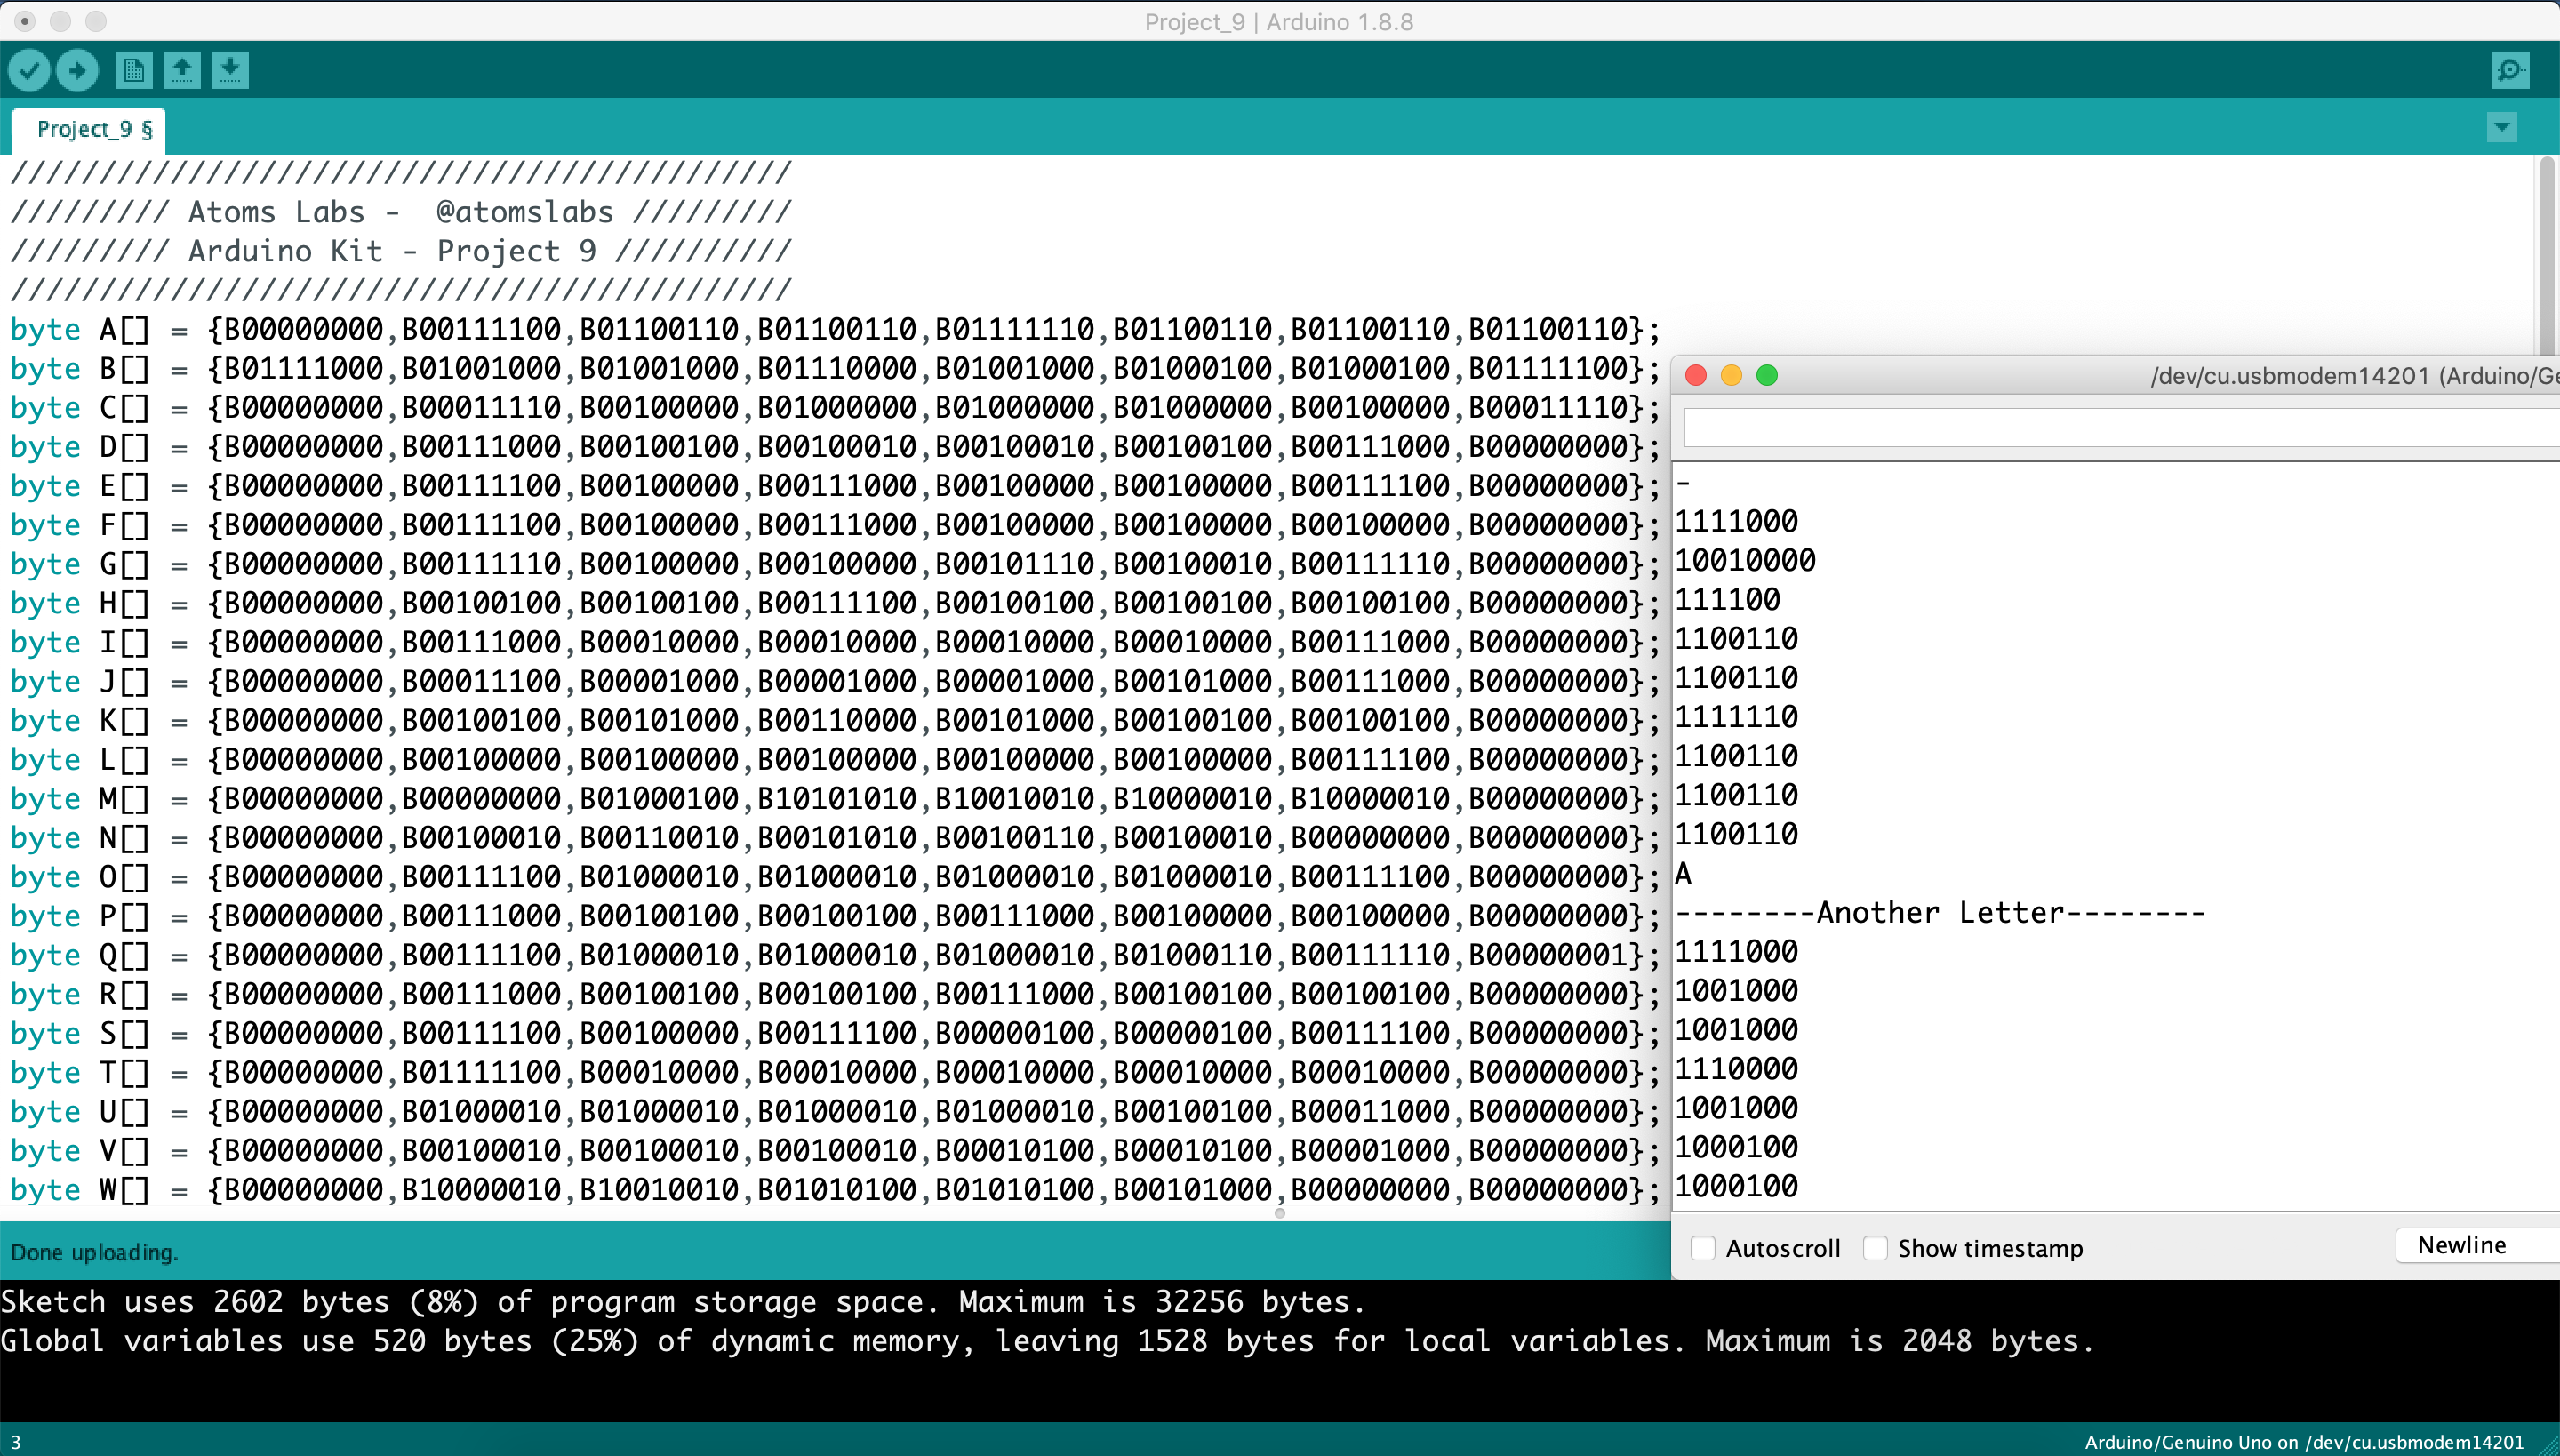 Project_9 | Arduino 1.8.8
Project_9 §
////////////////////////////////////////////
///////// Atoms Labs -  @atomslabs /////////
///////// Arduino Kit - Project 9 //////////
////////////////////////////////////////////
byte A[] = {B00000000,B00111100,B01100110,B01100110,B01111110,B01100110,B01100110,B01100110};
byte B[] = {B01111000,B01001000,B01001000,B01110000,B01001000,B01000100,B01000100,B01111100};
byte C[] = {B00000000,B00011110,B00100000,B01000000,B01000000,B01000000,B00100000,B00011110};
byte D[] = {B00000000,B00111000,B00100100,B00100010,B00100010,B00100100,B00111000,B00000000};
byte E[] = {B00000000,B00111100,B00100000,B00111000,B00100000,B00100000,B00111100,B00000000};
byte F[] = {B00000000,B00111100,B00100000,B00111000,B00100000,B00100000,B00100000,B00000000};
byte G[] = {B00000000,B00111110,B00100000,B00100000,B00101110,B00100010,B00111110,B00000000};
byte H[] = {B00000000,B00100100,B00100100,B00111100,B00100100,B00100100,B00100100,B00000000};
byte I[] = {B00000000,B00111000,B00010000,B00010000,B00010000,B00010000,B00111000,B00000000};
byte J[] = {B00000000,B00011100,B00001000,B00001000,B00001000,B00101000,B00111000,B00000000};
byte K[] = {B00000000,B00100100,B00101000,B00110000,B00101000,B00100100,B00100100,B00000000};
byte L[] = {B00000000,B00100000,B00100000,B00100000,B00100000,B00100000,B00111100,B00000000};
byte M[] = {B00000000,B00000000,B01000100,B10101010,B10010010,B10000010,B10000010,B00000000};
byte N[] = {B00000000,B00100010,B00110010,B00101010,B00100110,B00100010,B00000000,B00000000};
byte O[] = {B00000000,B00111100,B01000010,B01000010,B01000010,B01000010,B00111100,B00000000};
byte P[] = {B00000000,B00111000,B00100100,B00100100,B00111000,B00100000,B00100000,B00000000};
byte Q[] = {B00000000,B00111100,B01000010,B01000010,B01000010,B01000110,B00111110,B00000001};
byte R[] = {B00000000,B00111000,B00100100,B00100100,B00111000,B00100100,B00100100,B00000000};
byte S[] = {B00000000,B00111100,B00100000,B00111100,B00000100,B00000100,B00111100,B00000000};
byte T[] = {B00000000,B01111100,B00010000,B00010000,B00010000,B00010000,B00010000,B00000000};
byte U[] = {B00000000,B01000010,B01000010,B01000010,B01000010,B00100100,B00011000,B00000000};
byte V[] = {B00000000,B00100010,B00100010,B00100010,B00010100,B00010100,B00001000,B00000000};
byte W[] = {B00000000,B10000010,B10010010,B01010100,B01010100,B00101000,B00000000,B00000000};
/dev/cu.usbmodem14201 (Arduino/Ge
-
1111000
10010000
111100
1100110
1100110
1111110
1100110
1100110
1100110
A
--------Another Letter--------
1111000
1001000
1001000
1110000
1001000
1000100
1000100
Autoscroll
Show timestamp
Newline
Done uploading.
Sketch uses 2602 bytes (8%) of program storage space. Maximum is 32256 bytes.
Global variables use 520 bytes (25%) of dynamic memory, leaving 1528 bytes for local variables. Maximum is 2048 bytes.
3
Arduino/Genuino Uno on /dev/cu.usbmodem14201